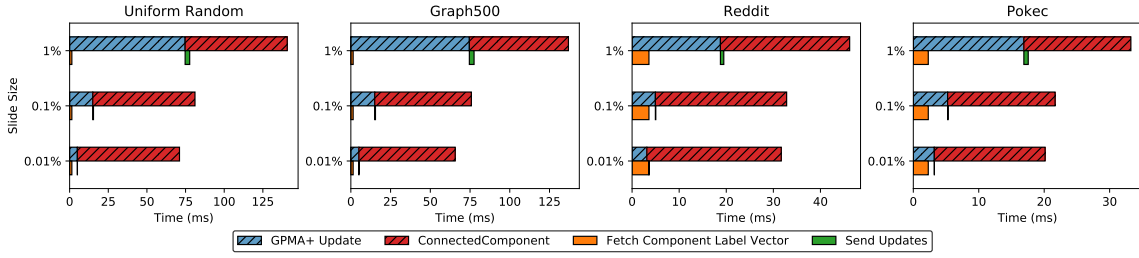 Uniform Random
Graph500
Reddit
Pokec
Slide Size
1%
0.1%
0.01%
0 25 50 75 100 125
Time (ms)
1%
0.1%
0.01%
0 25 50 75 100 125
Time (ms)
1%
0.1%
0.01%
0 10 20 30 40
Time (ms)
1%
0.1%
0.01%
0 10 20 30
Time (ms)
GPMA+ Update
ConnectedComponent
Fetch Component Label Vector
Send Updates